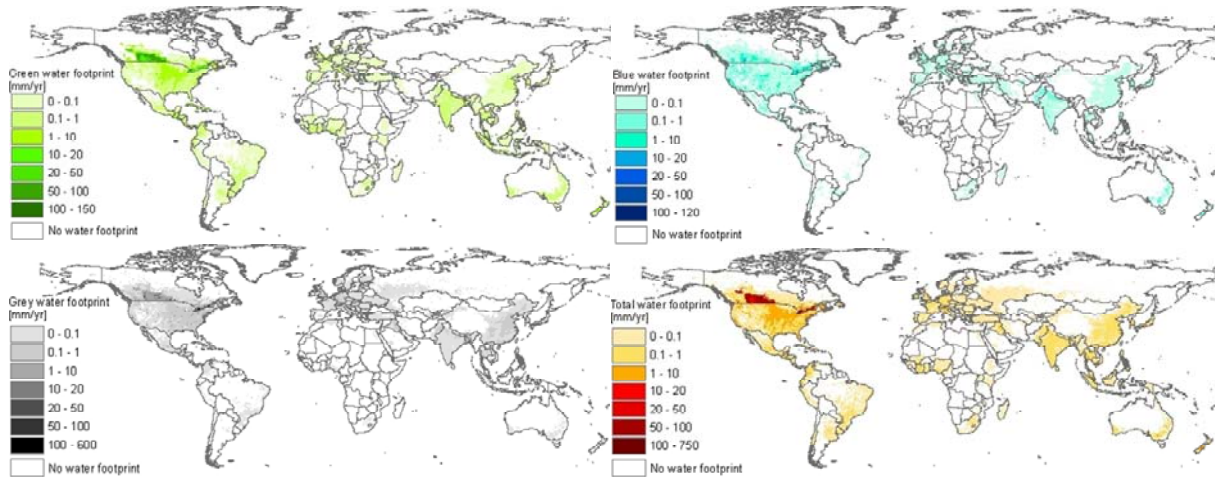 Green water footprint
[mm/yr]
0 - 0.1
0.1 - 1
1 - 10
10 - 20
20 - 50
50 - 100
100 - 150
No water footprint
Blue water footprint
[mm/yr]
0 - 0.1
0.1 - 1
1 - 10
10 - 20
20 - 50
50 - 100
100 - 120
No water footprint
Grey water footprint
[mm/yr]
0 - 0.1
0.1 - 1
1 - 10
10 - 20
20 - 50
50 - 100
100 - 600
No water footprint
Total water footprint
[mm/yr]
0 - 0.1
0.1 - 1
1 - 10
10 - 20
20 - 50
50 - 100
100 - 750
No water footprint